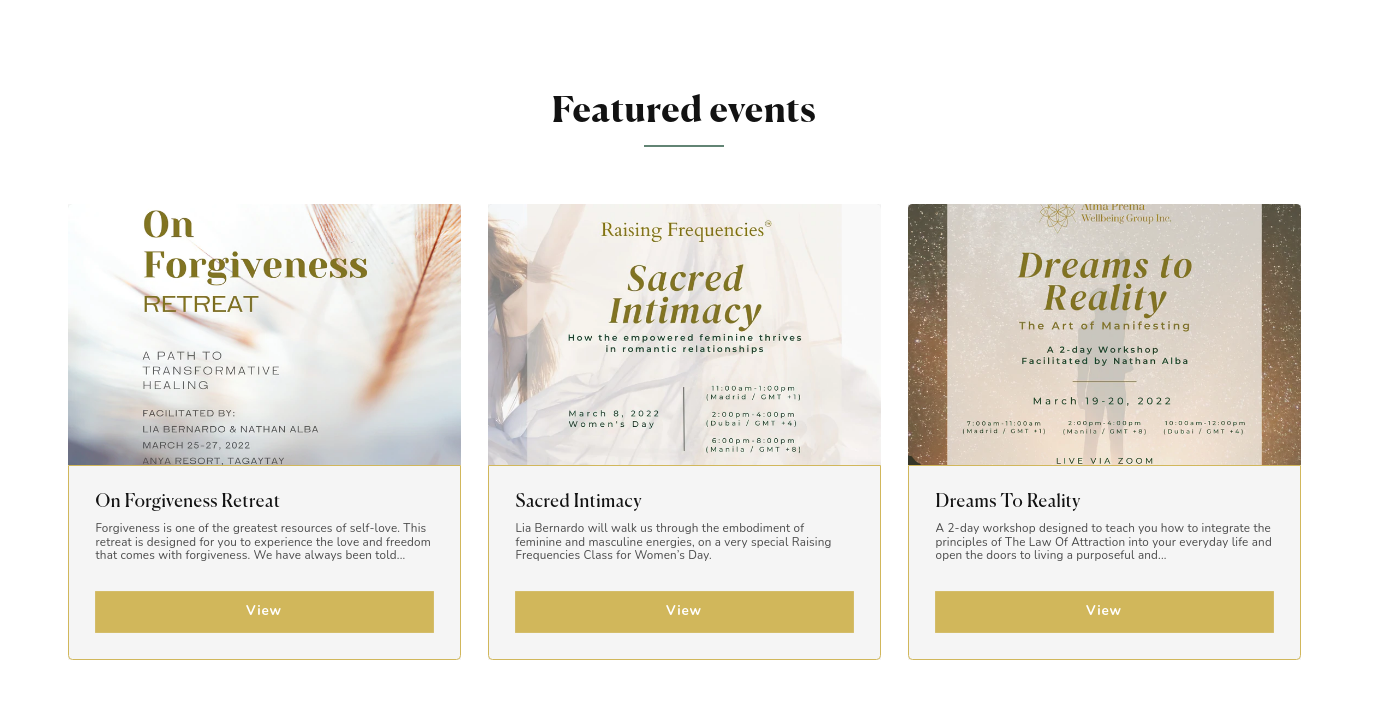 Featured events
On
Forgiveness
RETREAT
A PATH TO
TRANSFORMATIVE
HEALING
FACILITATED BY:
LIA BERNARDO & NATHAN ALBA
MARCH 25-27, 2022
ANYA RESORT, TAGAYTAY
On Forgiveness Retreat
Forgiveness is one of the greatest resources of self-love. This
retreat is designed for you to experience the love and freedom
that comes with forgiveness. We have always been told...
View
Raising Frequencies®
Sacred
Intimacy
How the empowered feminine thrives
in romantic relationships
March 8, 2022
Women's Day
11:00am-1:00pm
(Madrid / GMT +1)
2:00pm-4:00pm
(Dubai / GMT +4)
6:00pm-8:00pm
(Manila / GMT +8)
Sacred Intimacy
Lia Bernardo will walk us through the embodiment of
feminine and masculine energies, on a very special Raising
Frequencies Class for Women's Day.
View
Alma Prema
Wellbeing Group Inc.
Dreams to
Reality
The Art of Manifesting
A 2-day Workshop
Facilitated by Nathan Alba
March 19-20, 2022
7:00am-11:00am
(Madrid / GMT +1)
2:00pm-4:00pm
(Manila / GMT +8)
10:00am-12:00pm
(Dubai / GMT +4)
LIVE VIA ZOOM
Dreams To Reality
A 2-day workshop designed to teach you how to integrate the
principles of The Law Of Attraction into your everyday life and
open the doors to living a purposeful and...
View